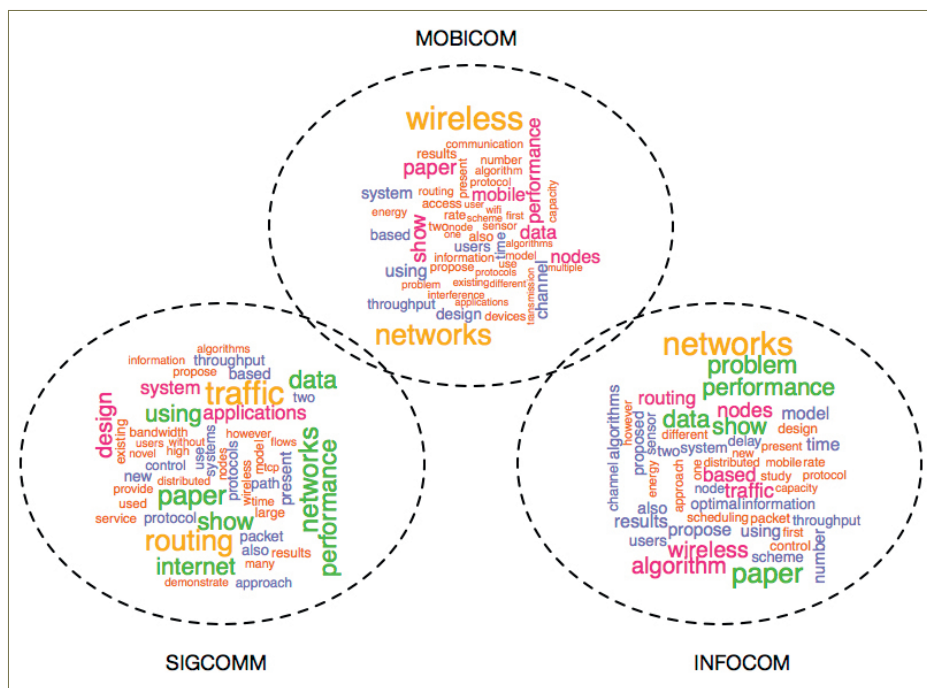 MOBICOM
wireless
communication
results
number
paper
present
algorithm
performance
protocol
capacity
system
routing
mobile
access
user
wifi
energy
rate
scheme
first
show
two
node
sensor
data
based
one
also
users
time
algorithms
nodes
information
model
multiple
using
propose
use
channel
problem
protocols
existing
different
transmission
interference
throughput
applications
design
devices
networks
SIGCOMM
algorithms
information
throughput
propose
based
data
system
traffic
two
design
using
applications
existing
bandwidth
users
without
however
flows
novel
high
use
systems
model
tcp
networks
performance
control
nodes
protocols
wireless
present
new
path
provide
distributed
paper
time
used
large
service
protocol
show
packet
routing
also
results
internet
many
demonstrate
approach
INFOCOM
networks
problem
performance
routing
nodes
model
data
show
design
channel
algorithms
however
proposed
sensor
different
two
system
delay
present
time
new
energy
approach
one
distributed
mobile
rate
based
study
protocol
node
traffic
capacity
also
optimal
information
results
scheduling
packet
throughput
users
propose
using
first
control
number
wireless
scheme
algorithm
paper